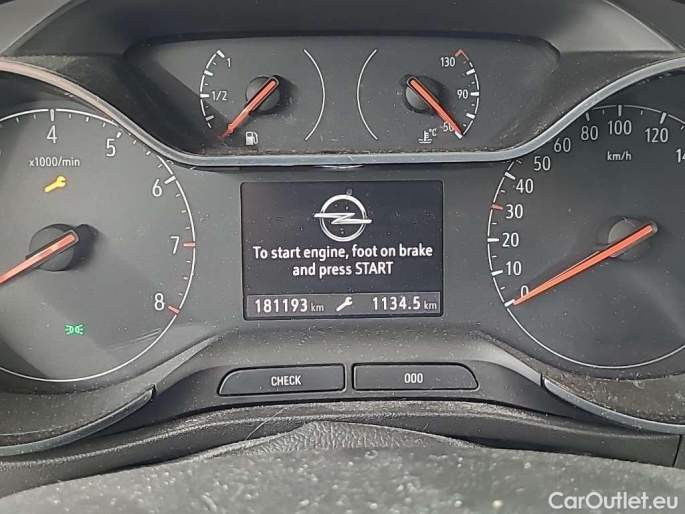 1
1/2
130
90
50
°C
4
5
6
7
8
x1000/min
0
10
20
30
40
50
60
80
100
120
14
km/h
To start engine, foot on brake
and press START
181193 km
1134.5 km
CHECK
000
CarOutlet.eu